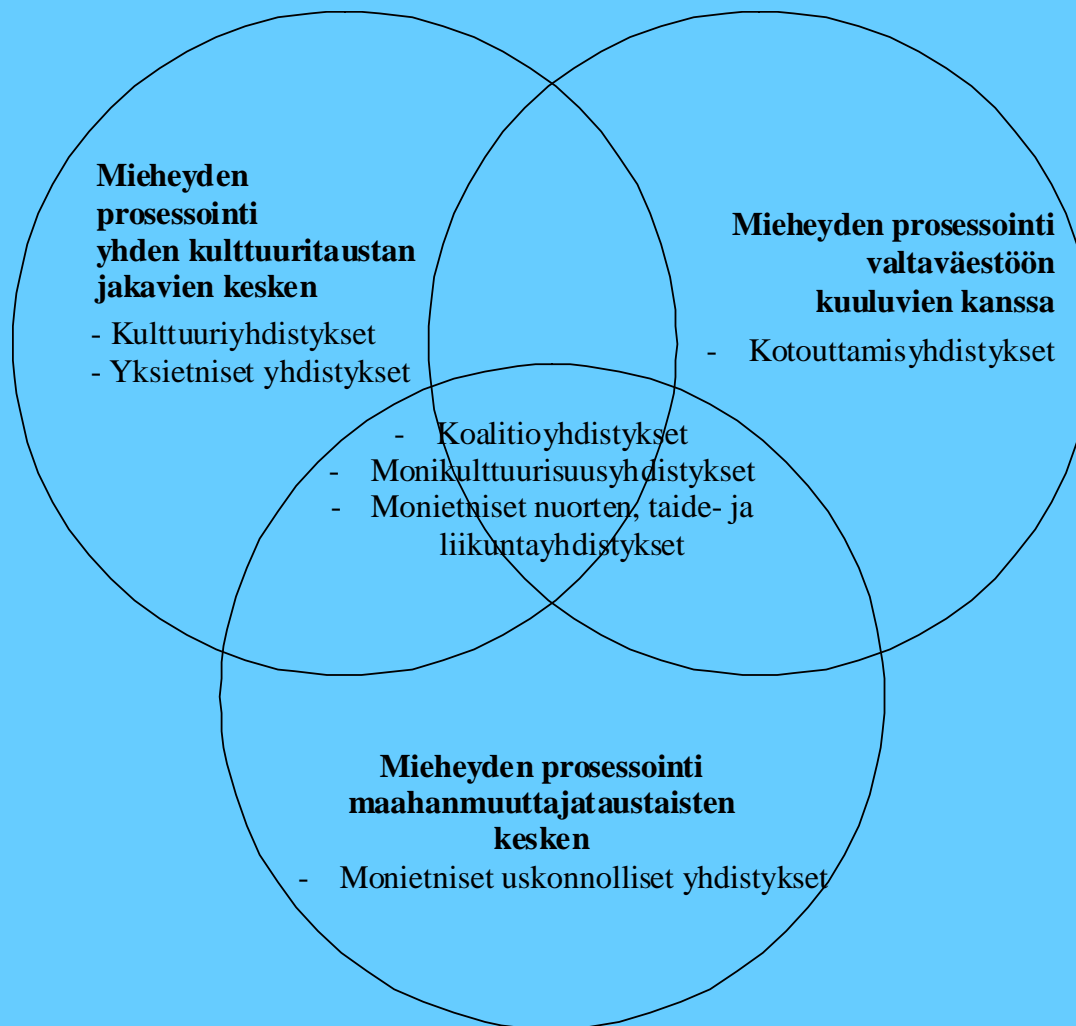 Mieheyden
prosessointi
yhden kulttuuritaustan
jakavien kesken
- Kulttuuriyhdistykset
- Yksietniset yhdistykset
Mieheyden prosessointi
valtaväestöön
kuuluvien kanssa
- Kotouttamisyhdistykset
- Koalitioyhdistykset
- Monikulttuurisuusyhdistykset
- Monietniset nuorten, taide- ja
liikuntayhdistykset
Mieheyden prosessointi
maahanmuuttajataustaisten
kesken
- Monietniset uskonnolliset yhdistykset